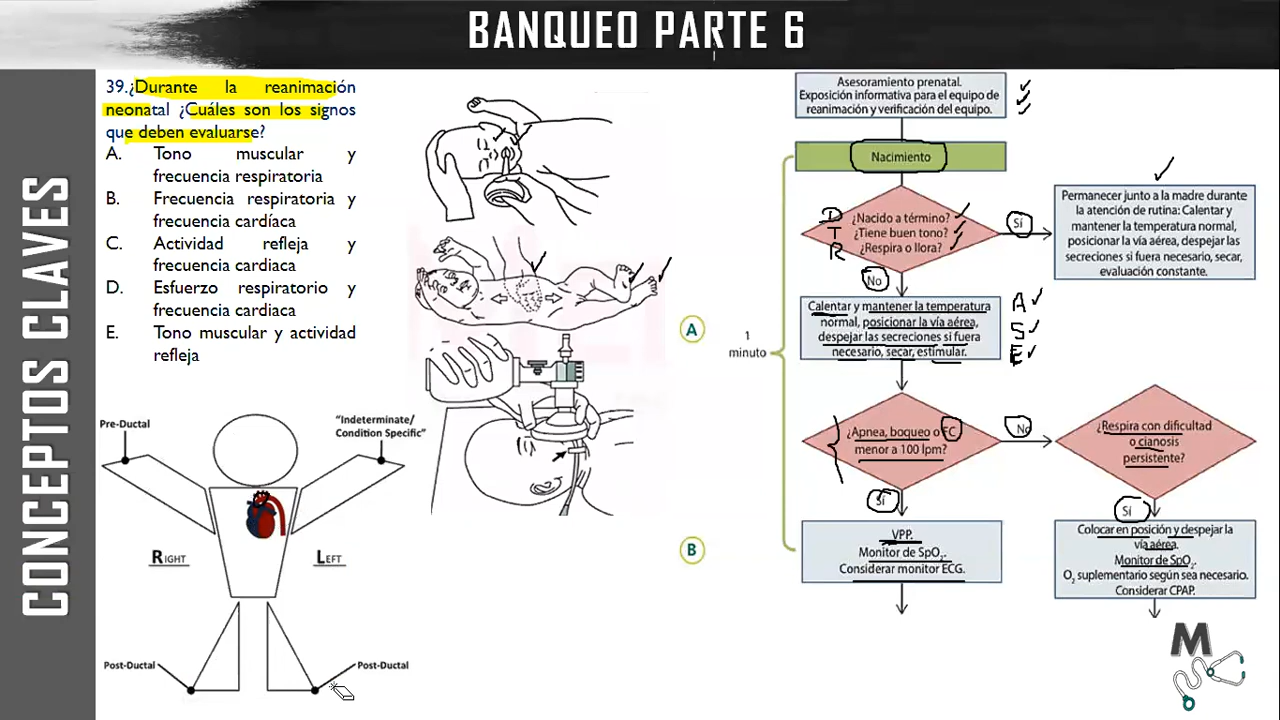 BANQUEO PARTE 6
CONCEPTOS CLAVES
39.¿Durante la reanimación
neonatal ¿Cuáles son los signos
que deben evaluarse?
A. Tono muscular y
frecuencia respiratoria
B. Frecuencia respiratoria y
frecuencia cardíaca
C. Actividad refleja y
frecuencia cardiaca
D. Esfuerzo respiratorio y
frecuencia cardiaca
E. Tono muscular y actividad
refleja
Pre-Ductal
"Indeterminate/
Condition Specific"
RIGHT
LEFT
Post-Ductal
Post-Ductal
A
1
minuto
B
Asesoramiento prenatal.
Exposición informativa para el equipo de
reanimación y verificación del equipo.
Nacimiento
D
T
R
¿Nacido a término?
¿Tiene buen tono?
¿Respira o llora?
Sí
Permanecer junto a la madre durante
la atención de rutina: Calentar y
mantener la temperatura normal,
posicionar la vía aérea, despejar las
secreciones si fuera necesario, secar,
evaluación constante.
No
Calentar y mantener la temperatura
normal, posicionar la vía aérea,
despejar las secreciones si fuera
necesario, secar, estimular.
A
S
E
¿Apnea, boqueo o FC
menor a 100 lpm?
No
¿Respira con dificultad
o cianosis
persistente?
Sí
Sí
VPP.
Monitor de SpO2.
Considerar monitor ECG.
Colocar en posición y despejar la
vía aérea.
Monitor de SpO2.
O2 suplementario según sea necesario.
Considerar CPAP.
M